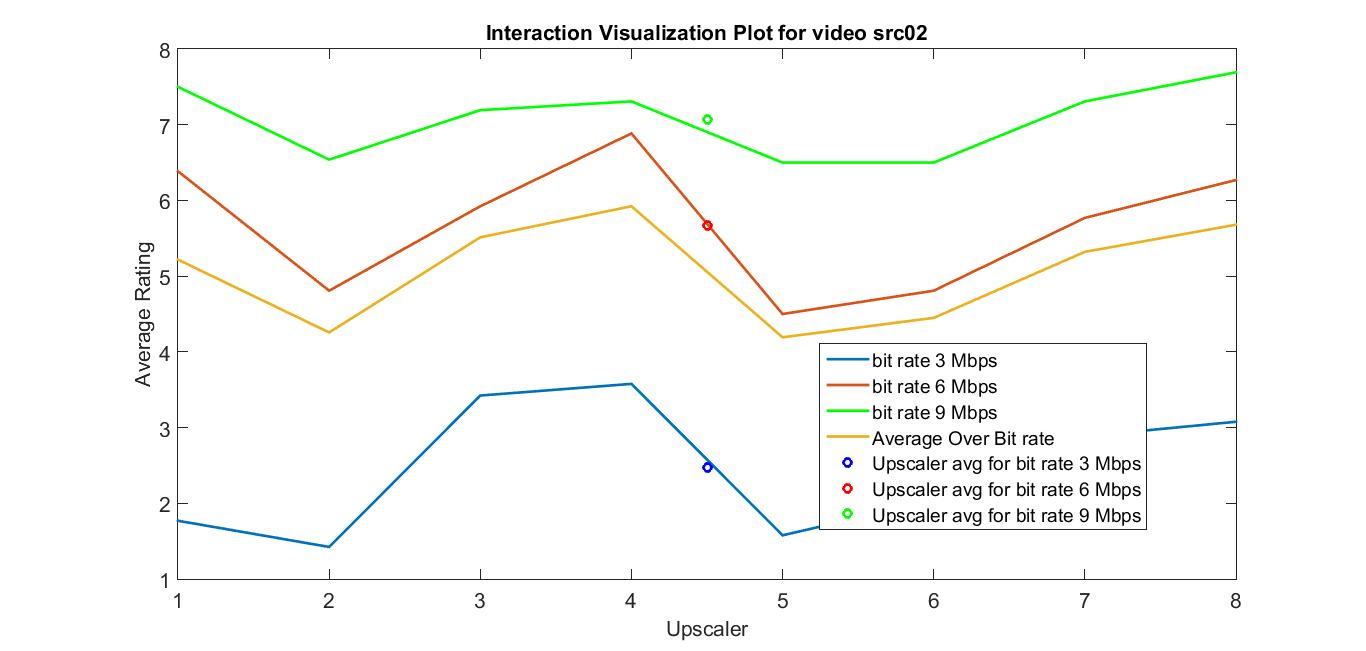 Interaction Visualization Plot for video src02
8
7
6
5
4
3
2
1
Average Rating
bit rate 3 Mbps
bit rate 6 Mbps
bit rate 9 Mbps
Average Over Bit rate
Upscaler avg for bit rate 3 Mbps
Upscaler avg for bit rate 6 Mbps
Upscaler avg for bit rate 9 Mbps
1 2 3 4 5 6 7 8
Upscaler